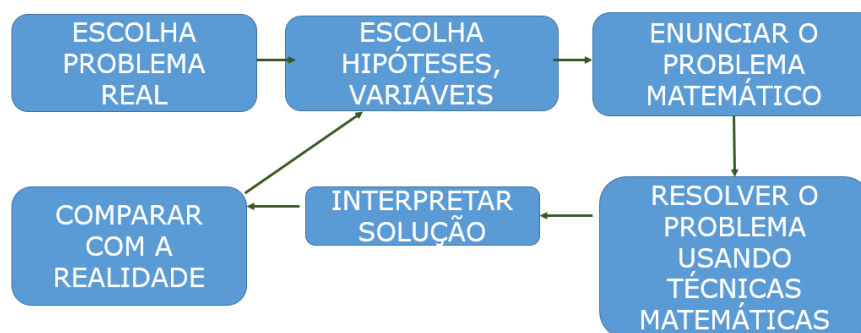 ESCOLHA
PROBLEMA
REAL
ESCOLHA
HIPÓTESES,
VARIÁVEIS
ENUNCIAR O
PROBLEMA
MATEMÁTICO
RESOLVER O
PROBLEMA
USANDO
TÉCNICAS
MATEMÁTICAS
INTERPRETAR
SOLUÇÃO
COMPARAR
COM A
REALIDADE